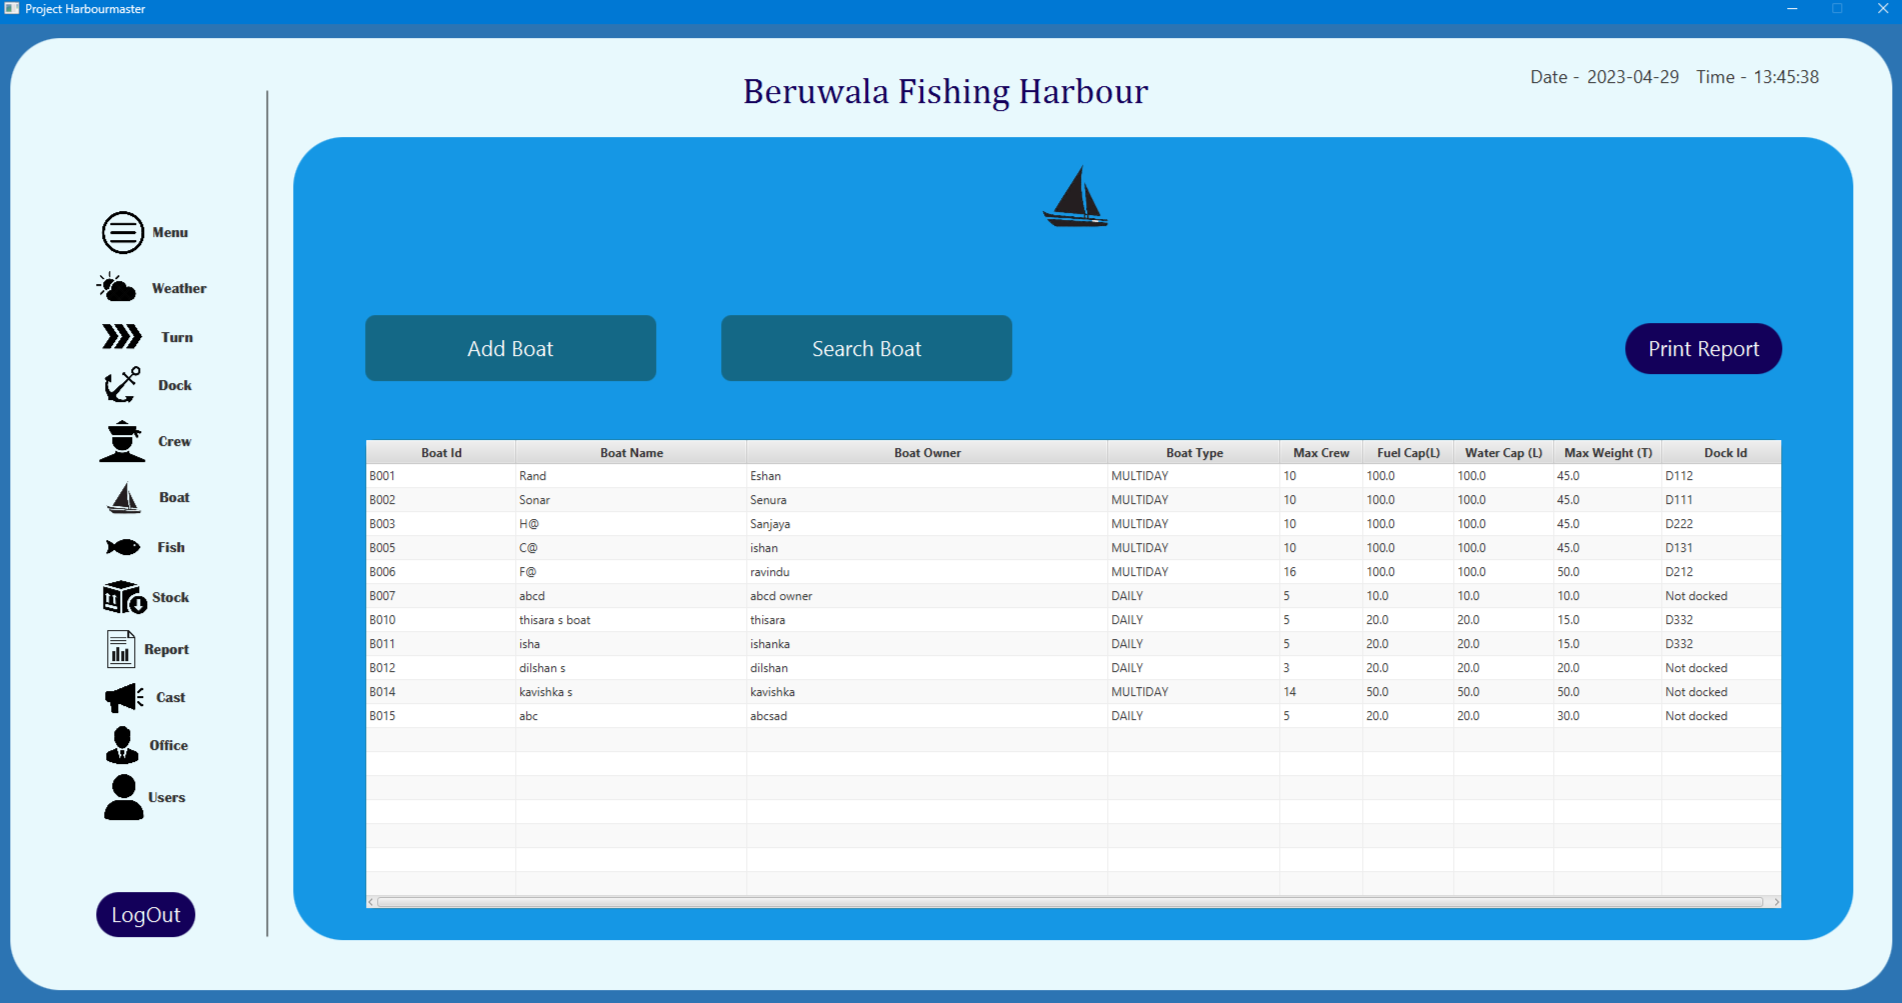 Project Harbourmaster
Beruwala Fishing Harbour
Date - 2023-04-29 Time - 13:45:38
Menu
Weather
Turn
Dock
Crew
Boat
Fish
Stock
Report
Cast
Office
Users
LogOut
Add Boat
Search Boat
Print Report
Boat Id Boat Name Boat Owner Boat Type Max Crew Fuel Cap(L) Water Cap (L) Max Weight (T) Dock Id
B001 Rand Eshan MULTIDAY 10 100.0 100.0 45.0 D112
B002 Sonar Senura MULTIDAY 10 100.0 100.0 45.0 D111
B003 H@ Sanjaya MULTIDAY 10 100.0 100.0 45.0 D222
B005 C@ ishan MULTIDAY 10 100.0 100.0 45.0 D131
B006 F@ ravindu MULTIDAY 16 100.0 100.0 50.0 D212
B007 abcd abcd owner DAILY 5 10.0 10.0 10.0 Not docked
B010 thisara s boat thisara DAILY 5 20.0 20.0 15.0 D332
B011 isha ishanka DAILY 5 20.0 20.0 15.0 D332
B012 dilshan s dilshan DAILY 3 20.0 20.0 20.0 Not docked
B014 kavishka s kavishka MULTIDAY 14 50.0 50.0 50.0 Not docked
B015 abc abcsad DAILY 5 20.0 20.0 30.0 Not docked